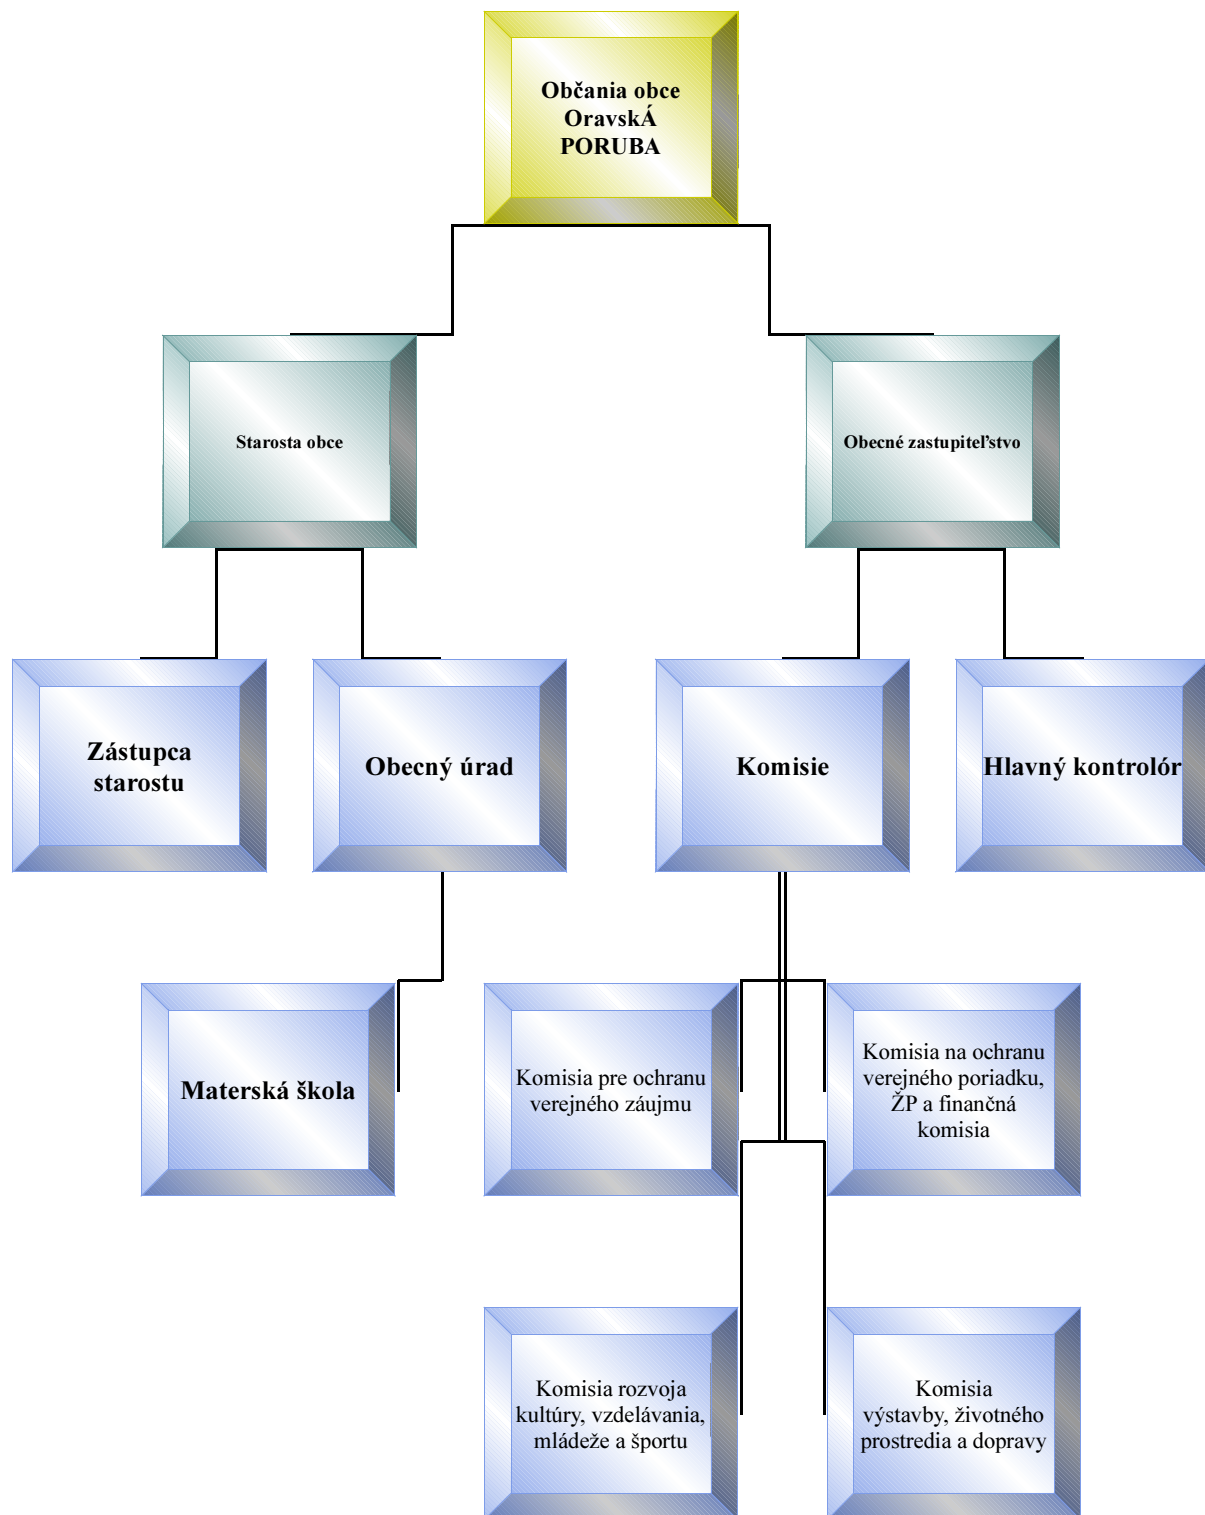 Občania obce
OravskÁ
PORUBA
Starosta obce
Obecné zastupiteľstvo
Zástupca
starostu
Obecný úrad
Komisie
Hlavný kontrolór
Materská škola
Komisia pre ochranu
verejného záujmu
Komisia na ochranu
verejného poriadku,
ŽP a finančná
komisia
Komisia rozvoja
kultúry, vzdelávania,
mládeže a športu
Komisia
výstavby, životného
prostredia a dopravy